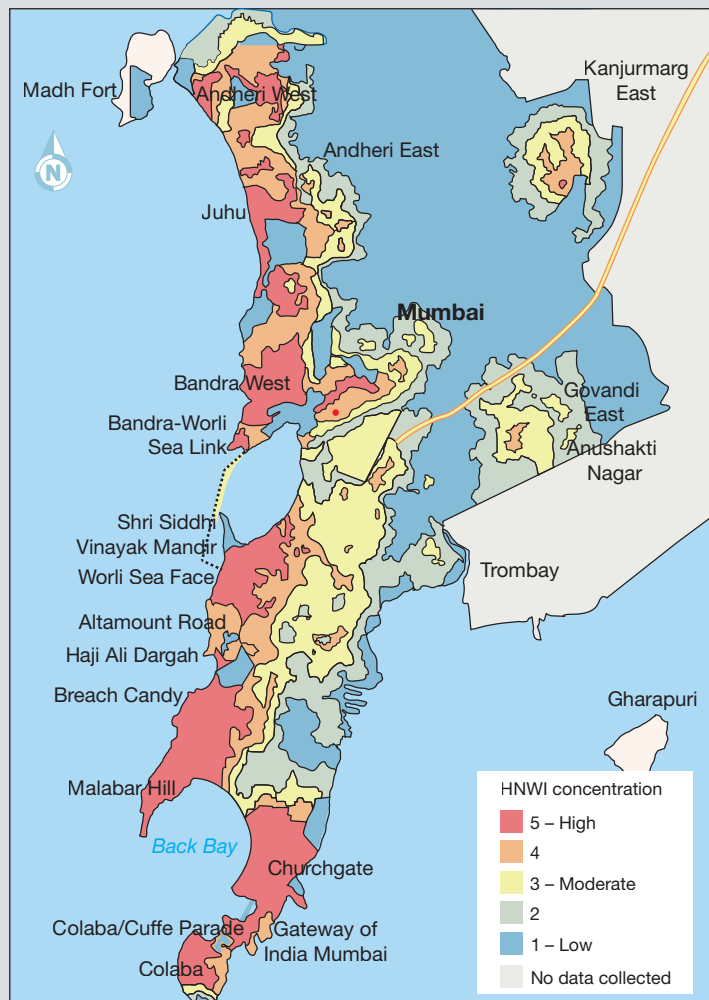 Madh Fort
Andheri West
Kanjurmarg
East
N
Andheri East
Juhu
Mumbai
Bandra West
Govandi
East
Bandra-Worli
Sea Link
Anushakti
Nagar
Shri Siddhi
Vinayak Mandir
Worli Sea Face
Trombay
Altamount Road
Haji Ali Dargah
Breach Candy
Gharapuri
Malabar Hill
Back Bay
Churchgate
Colaba/Cuffe Parade
Gateway of
India Mumbai
Colaba
HNWI concentration
5 – High
4
3 – Moderate
2
1 – Low
No data collected